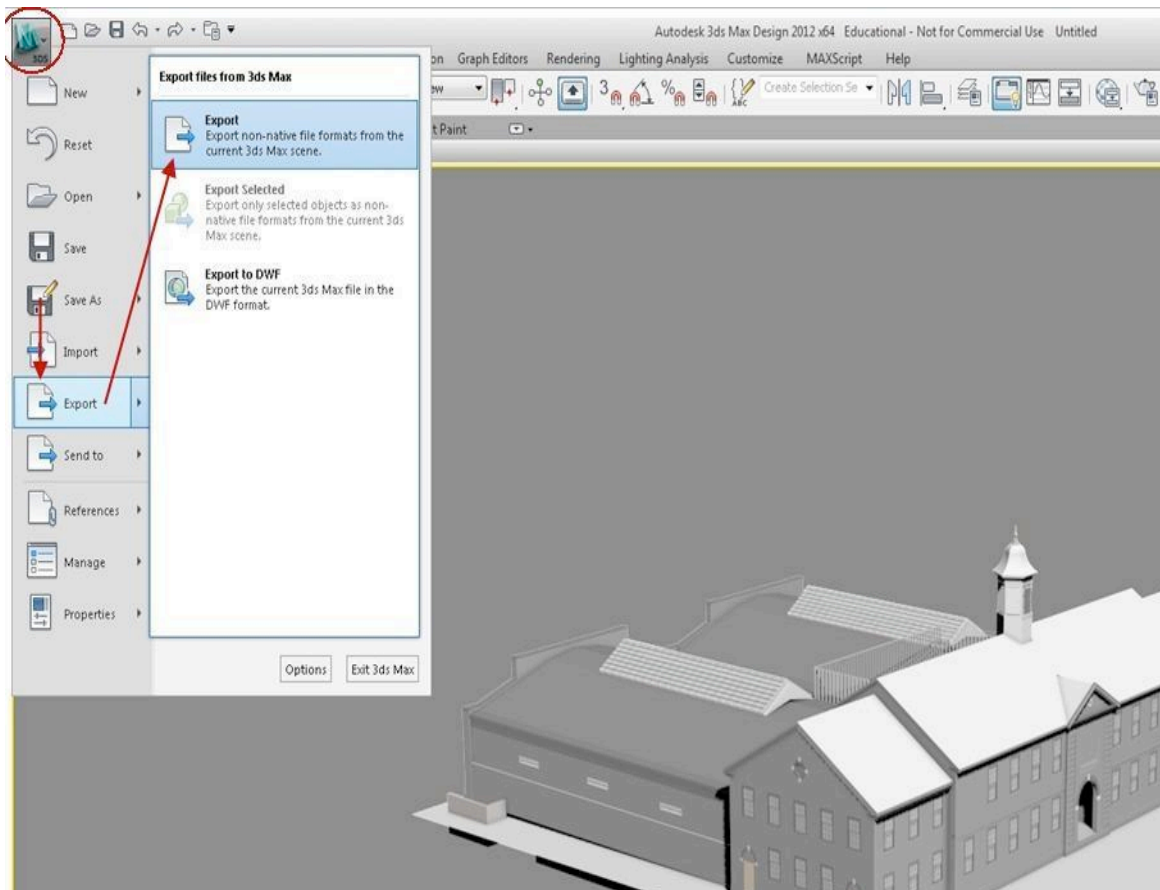 Autodesk 3ds Max Design 2012 x64 Educational - Not for Commercial Use Untitled
3DS
on Graph Editors Rendering Lighting Analysis Customize MAXScript Help
ew
3
ABC
Create Selection Se
t Paint
New
Reset
Open
Save
Save As
Import
Export
Send to
References
Manage
Properties
Export files from 3ds Max
Export
Export non-native file formats from the
current 3ds Max scene.
Export Selected
Export only selected objects as non-
native file formats from the current 3ds
Max scene.
Export to DWF
Export the current 3ds Max file in the
DWF format.
Options
Exit 3ds Max